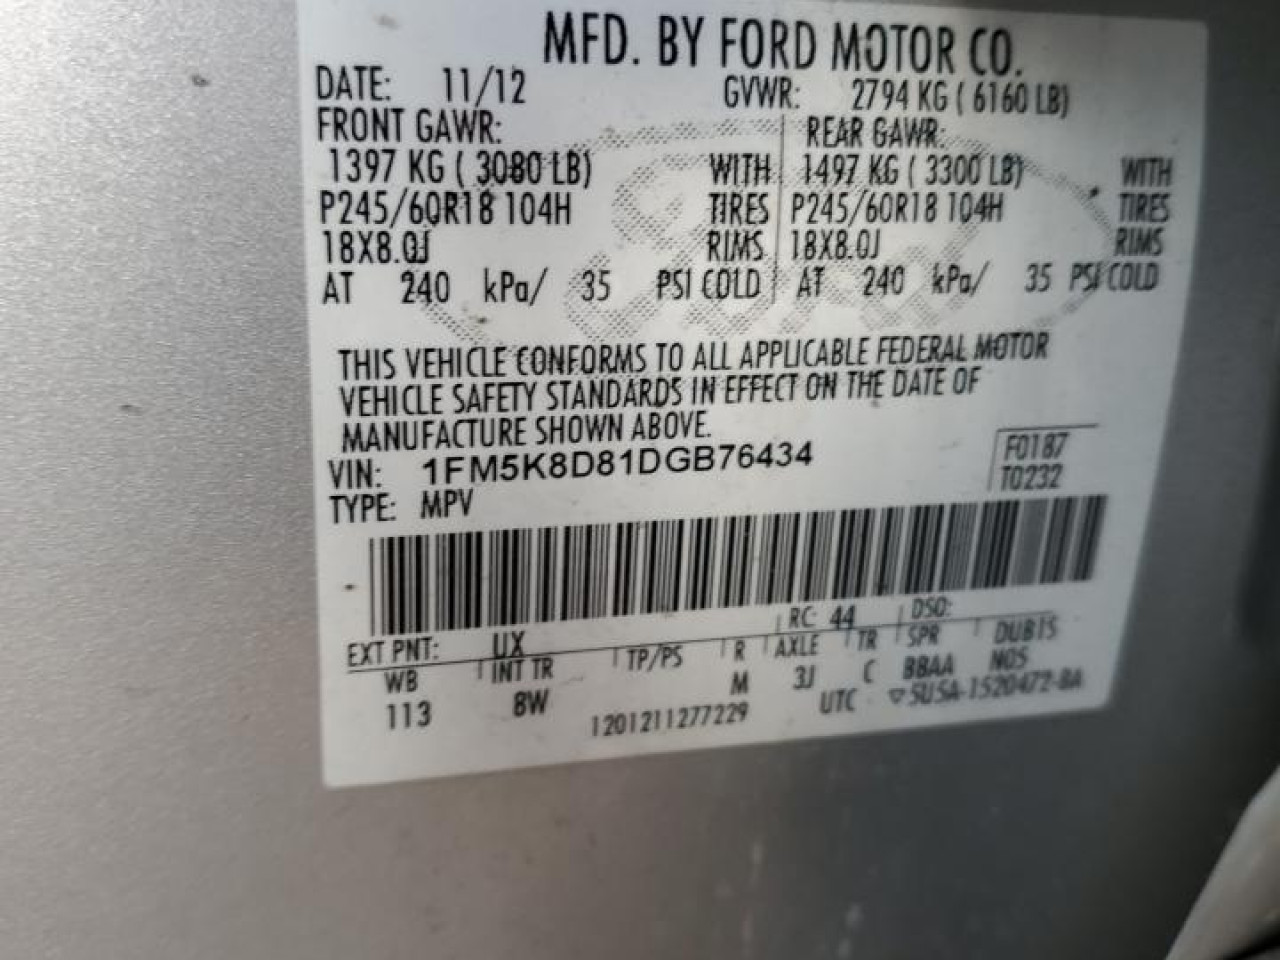 MFD. BY FORD MOTOR CO.
DATE: 11/12 GVWR: 2794 KG ( 6160 LB)
FRONT GAWR: REAR GAWR:
1397 KG ( 3080 LB) WITH 1497 KG ( 3300 LB) WITH
P245/60R18 104H TIRES P245/60R18 104H TIRES
18X8.0J RIMS 18X8.0J RIMS
AT 240 kPa/ 35 PSI COLD AT 240 kPa/ 35 PSI COLD
THIS VEHICLE CONFORMS TO ALL APPLICABLE FEDERAL MOTOR
VEHICLE SAFETY STANDARDS IN EFFECT ON THE DATE OF
MANUFACTURE SHOWN ABOVE.
VIN: 1FM5K8D81DGB76434 F0187
TYPE: MPV T0232
EXT PNT: UX RC: 44 DSO:
WB INT TR TP/PS R AXLE TR SPR DUBIS
113 BW M 3J C BBAA NOS
1201211277229 UTC ▽5U5A-1520472-BA